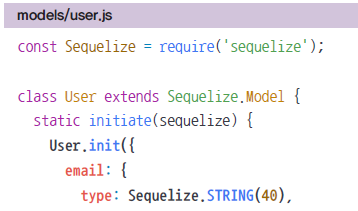 models/user.js
const Sequelize = require('sequelize');
class User extends Sequelize.Model {
static initiate(sequelize) {
User.init({
email: {
type: Sequelize.STRING(40),